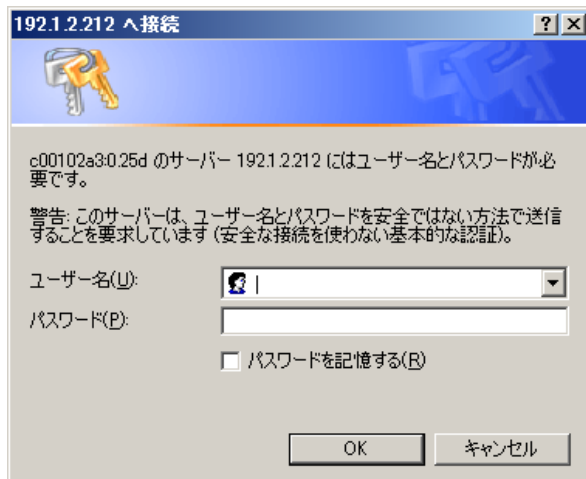 192.1.2.212 へ接続
c00102a3:0.25d のサーバー 192.1.2.212 にはユーザー名とパスワードが必
要です。
警告: このサーバーは、ユーザー名とパスワードを安全ではない方法で送信
することを要求しています (安全な接続を使わない基本的な認証)。
ユーザー名(U):
パスワード(P):
パスワードを記憶する(R)
OK キャンセル